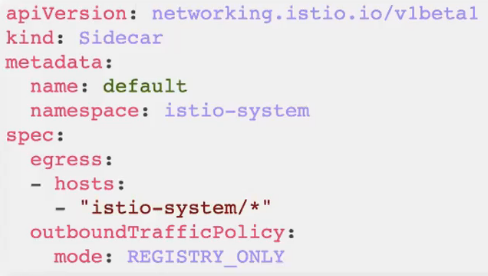 apiVersion: networking.istio.io/v1beta1
kind: Sidecar
metadata:
  name: default
  namespace: istio-system
spec:
  egress:
  - hosts:
    - "istio-system/*"
  outboundTrafficPolicy:
    mode: REGISTRY_ONLY